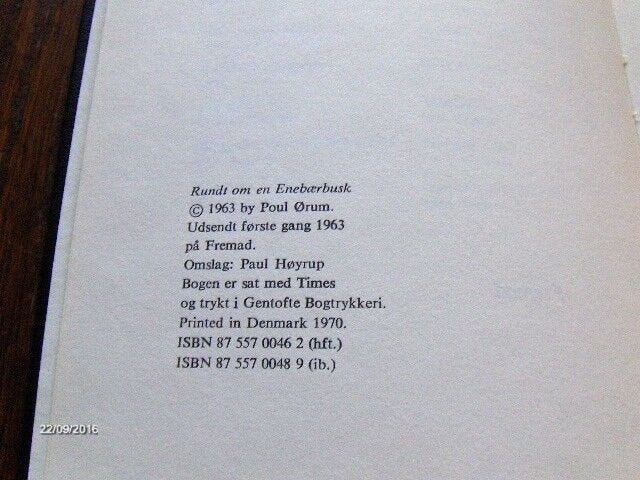 Rundt om en Enebærbusk
© 1963 by Poul Ørum.
Udsendt første gang 1963
på Fremad.
Omslag: Paul Høyrup
Bogen er sat med Times
og trykt i Gentofte Bogtrykkeri.
Printed in Denmark 1970.
ISBN 87 557 0046 2 (hft.)
ISBN 87 557 0048 9 (ib.)
22/09/2016